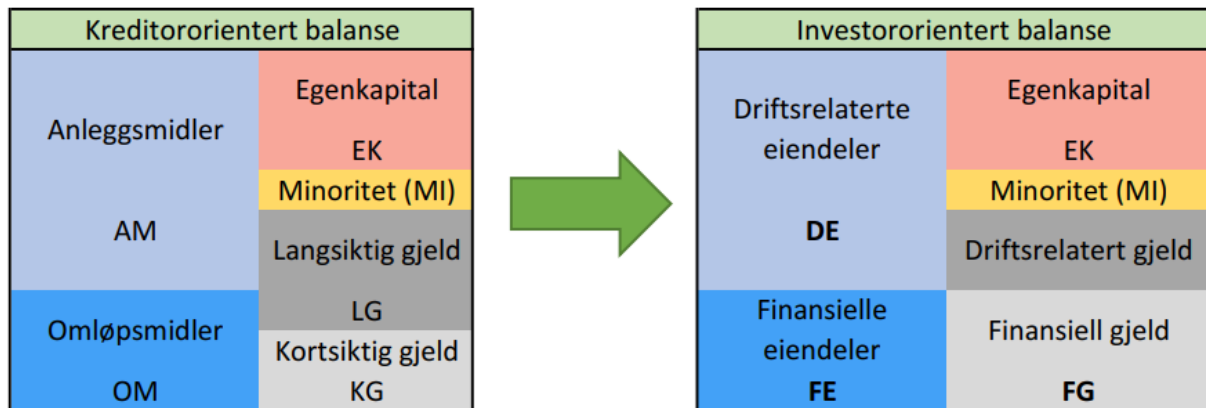 Kreditororientert balanse
Anleggsmidler
AM
Omløpsmidler
OM
Egenkapital
EK
Minoritet (MI)
Langsiktig gjeld
LG
Kortsiktig gjeld
KG
Investororientert balanse
Driftsrelaterte
eiendeler
DE
Finansielle
eiendeler
FE
Egenkapital
EK
Minoritet (MI)
Driftsrelatert gjeld
Finansiell gjeld
FG